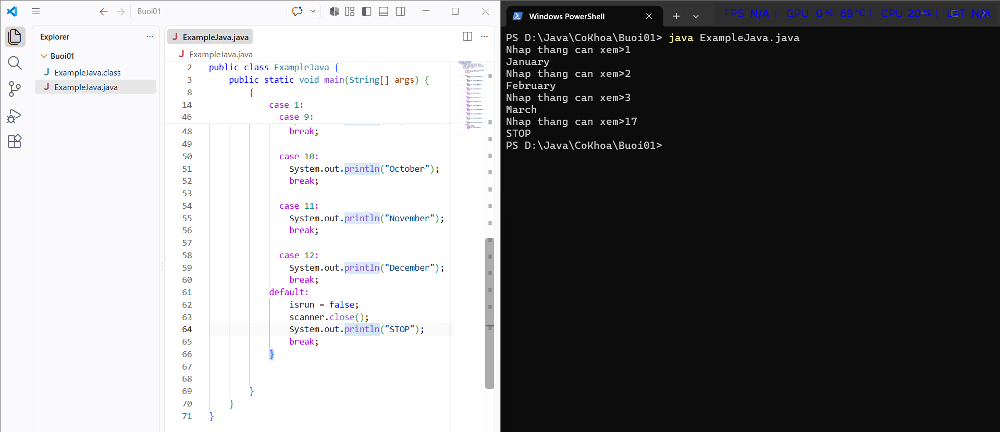 Buoi01
Explorer
Buoi01
ExampleJava.class
ExampleJava.java
ExampleJava.java
ExampleJava.java
2 public class ExampleJava {
3 public static void main(String[] args) {
8 {
14 case 1:
46 case 9:
48 break;
49
50 case 10:
51 System.out.println("October");
52 break;
53
54 case 11:
55 System.out.println("November");
56 break;
57
58 case 12:
59 System.out.println("December");
60 break;
61 default:
62 isrun = false;
63 scanner.close();
64 System.out.println("STOP");
65 break;
66 }
67
68
69 }
70 }
71 }
Windows PowerShell
FPS N/A | GPU 0 % 69 °C | CPU 20 % | LAT N/A
PS D:\Java\CoKhoa\Buoi01> java ExampleJava.java
Nhap thang can xem>1
January
Nhap thang can xem>2
February
Nhap thang can xem>3
March
Nhap thang can xem>17
STOP
PS D:\Java\CoKhoa\Buoi01>